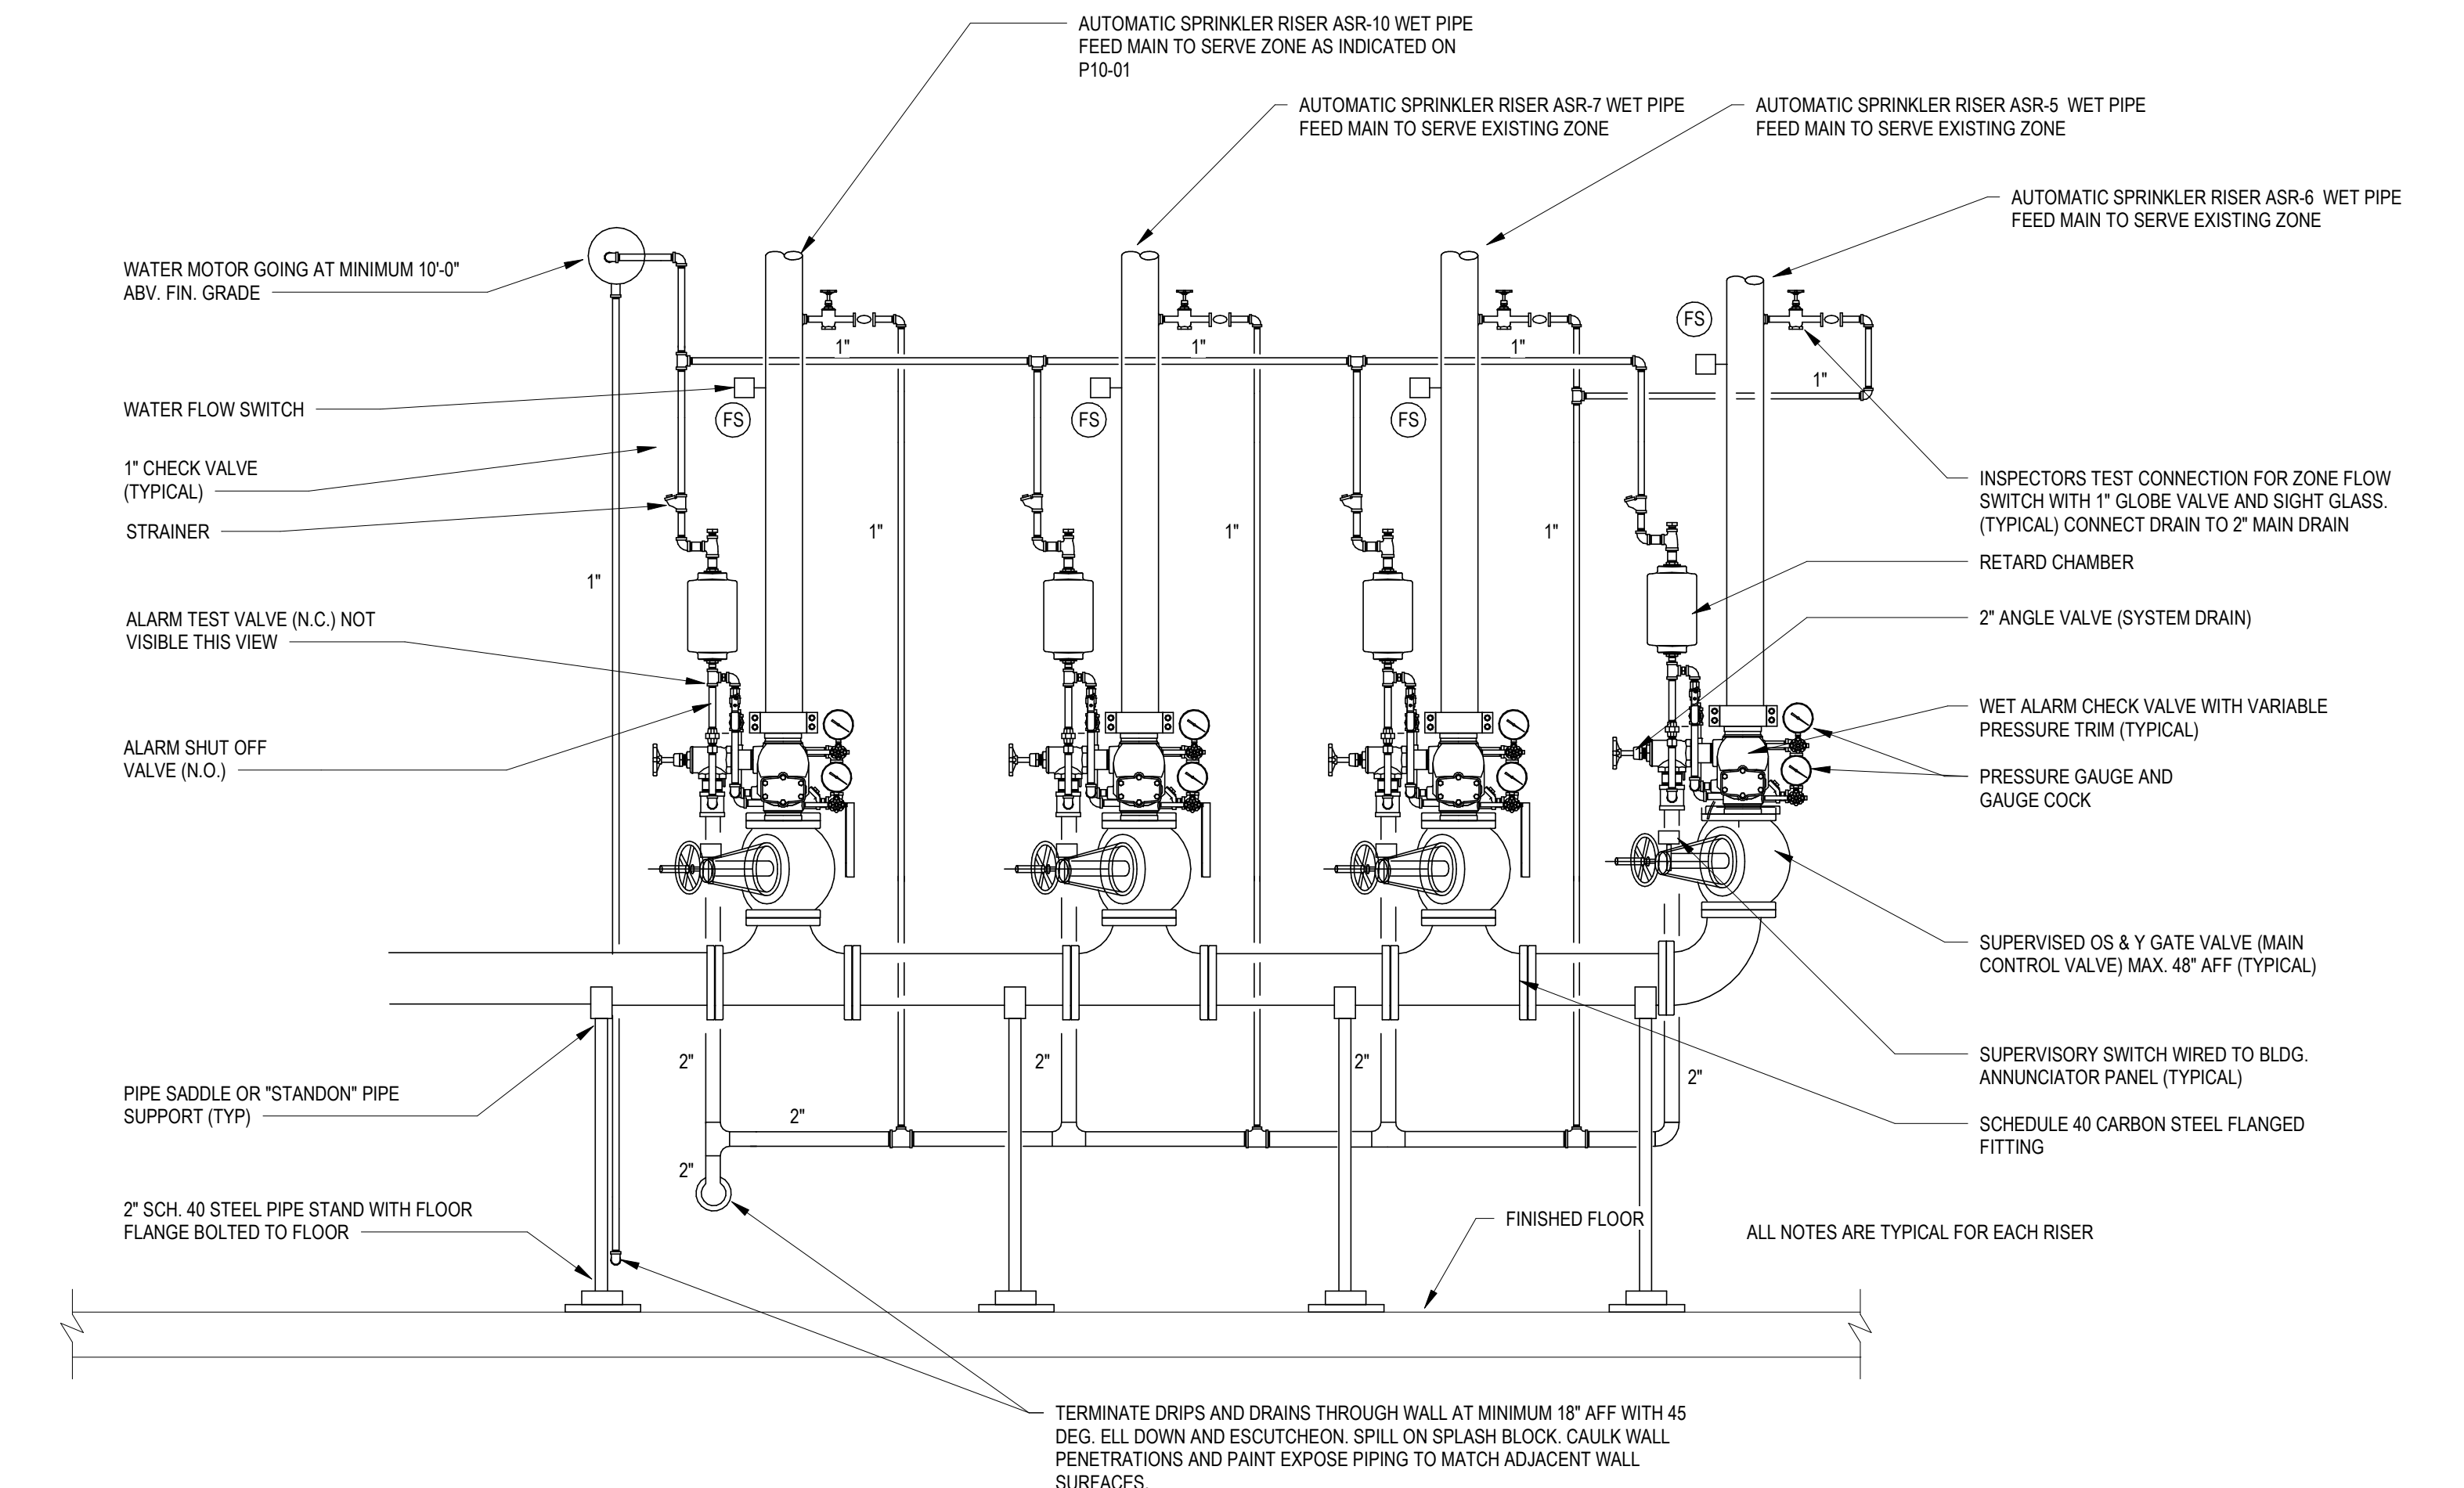 AUTOMATIC SPRINKLER RISER ASR-10 WET PIPE
FEED MAIN TO SERVE ZONE AS INDICATED ON
P10-01
AUTOMATIC SPRINKLER RISER ASR-7 WET PIPE
FEED MAIN TO SERVE EXISTING ZONE
AUTOMATIC SPRINKLER RISER ASR-5 WET PIPE
FEED MAIN TO SERVE EXISTING ZONE
AUTOMATIC SPRINKLER RISER ASR-6 WET PIPE
FEED MAIN TO SERVE EXISTING ZONE
WATER MOTOR GOING AT MINIMUM 10'-0"
ABV. FIN. GRADE
WATER FLOW SWITCH
1" CHECK VALVE
(TYPICAL)
STRAINER
ALARM TEST VALVE (N.C.) NOT
VISIBLE THIS VIEW
ALARM SHUT OFF
VALVE (N.O.)
PIPE SADDLE OR "STANDON" PIPE
SUPPORT (TYP)
2" SCH. 40 STEEL PIPE STAND WITH FLOOR
FLANGE BOLTED TO FLOOR
FS
1"
1"
1"
1"
FS
FS
FS
1"
1"
1"
1"
2"
2"
2"
2"
2"
2"
INSPECTORS TEST CONNECTION FOR ZONE FLOW
SWITCH WITH 1" GLOBE VALVE AND SIGHT GLASS.
(TYPICAL) CONNECT DRAIN TO 2" MAIN DRAIN
RETARD CHAMBER
2" ANGLE VALVE (SYSTEM DRAIN)
WET ALARM CHECK VALVE WITH VARIABLE
PRESSURE TRIM (TYPICAL)
PRESSURE GAUGE AND
GAUGE COCK
SUPERVISED OS & Y GATE VALVE (MAIN
CONTROL VALVE) MAX. 48" AFF (TYPICAL)
SUPERVISORY SWITCH WIRED TO BLDG.
ANNUNCIATOR PANEL (TYPICAL)
SCHEDULE 40 CARBON STEEL FLANGED
FITTING
FINISHED FLOOR
ALL NOTES ARE TYPICAL FOR EACH RISER
TERMINATE DRIPS AND DRAINS THROUGH WALL AT MINIMUM 18" AFF WITH 45
DEG. ELL DOWN AND ESCUTCHEON. SPILL ON SPLASH BLOCK. CAULK WALL
PENETRATIONS AND PAINT EXPOSE PIPING TO MATCH ADJACENT WALL
SURFACES.